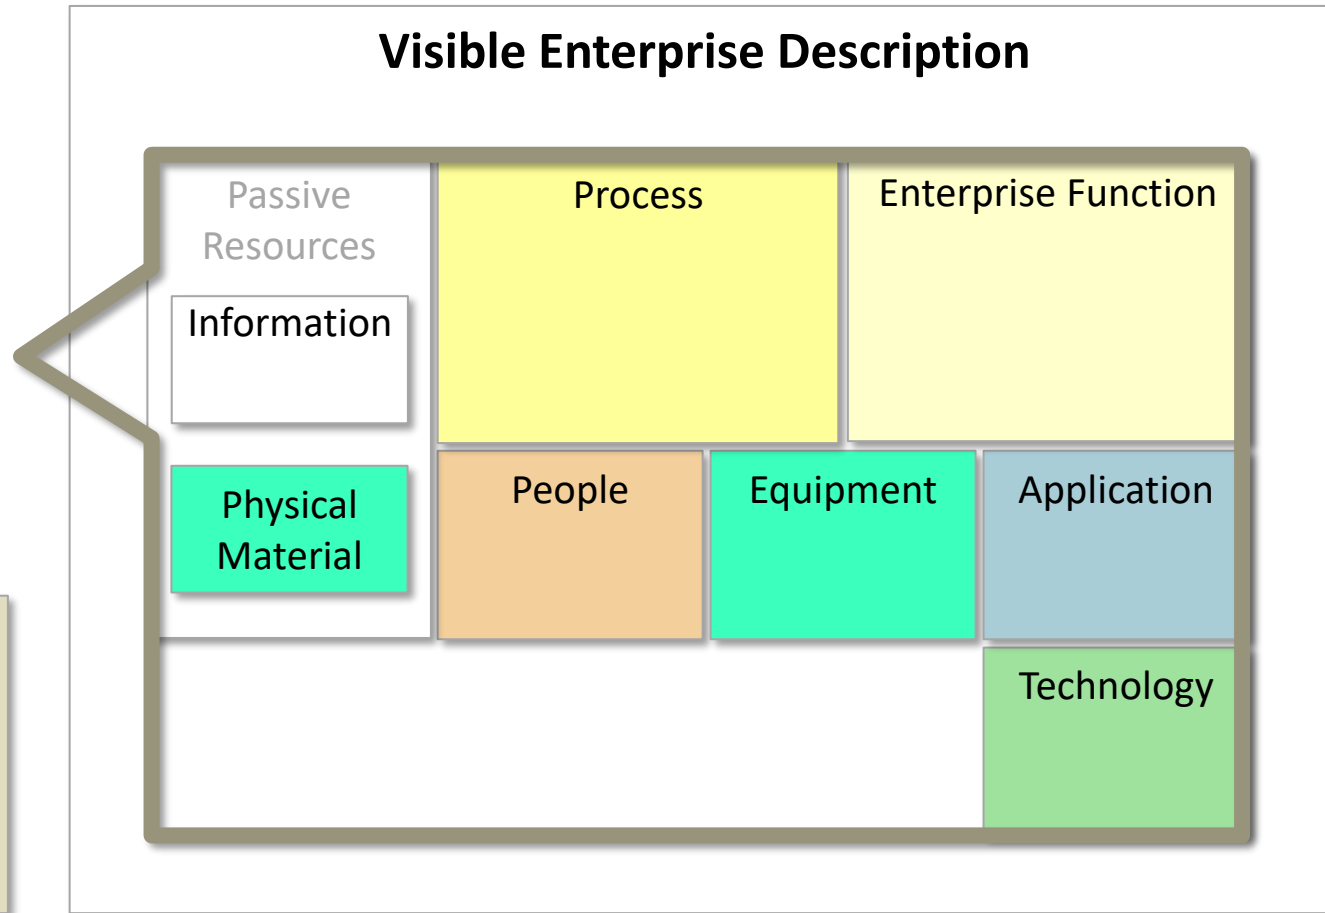 Visible Enterprise Description
Passive
Resources
Process
Enterprise Function
Information
Physical
Material
People
Equipment
Application
Technology